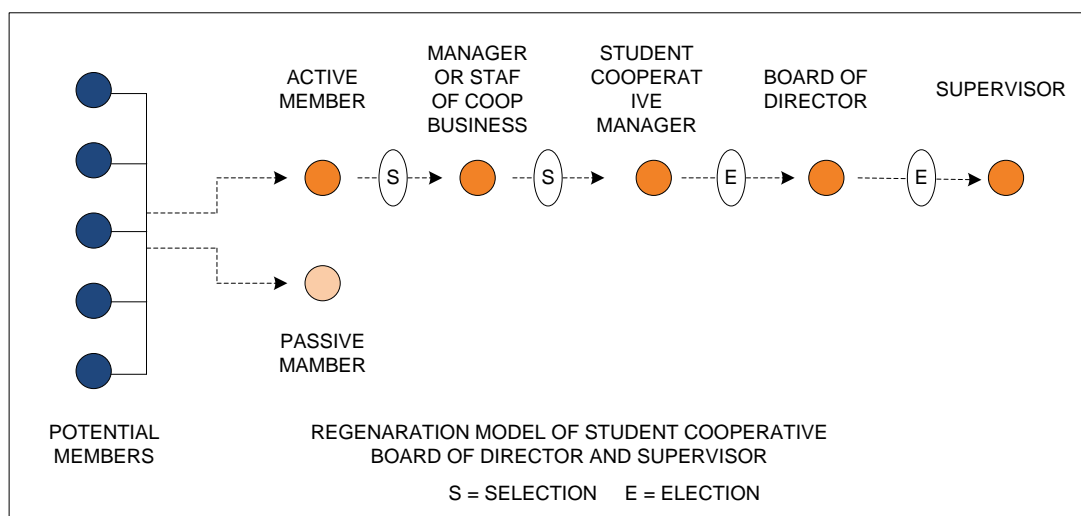 ACTIVE
MEMBER
MANAGER
OR STAF
OF COOP
BUSINESS
STUDENT
COOPERAT
IVE
MANAGER
BOARD OF
DIRECTOR
SUPERVISOR
S
S
E
E
PASSIVE
MAMBER
POTENTIAL
MEMBERS
REGENARATION MODEL OF STUDENT COOPERATIVE
BOARD OF DIRECTOR AND SUPERVISOR
S = SELECTION E = ELECTION